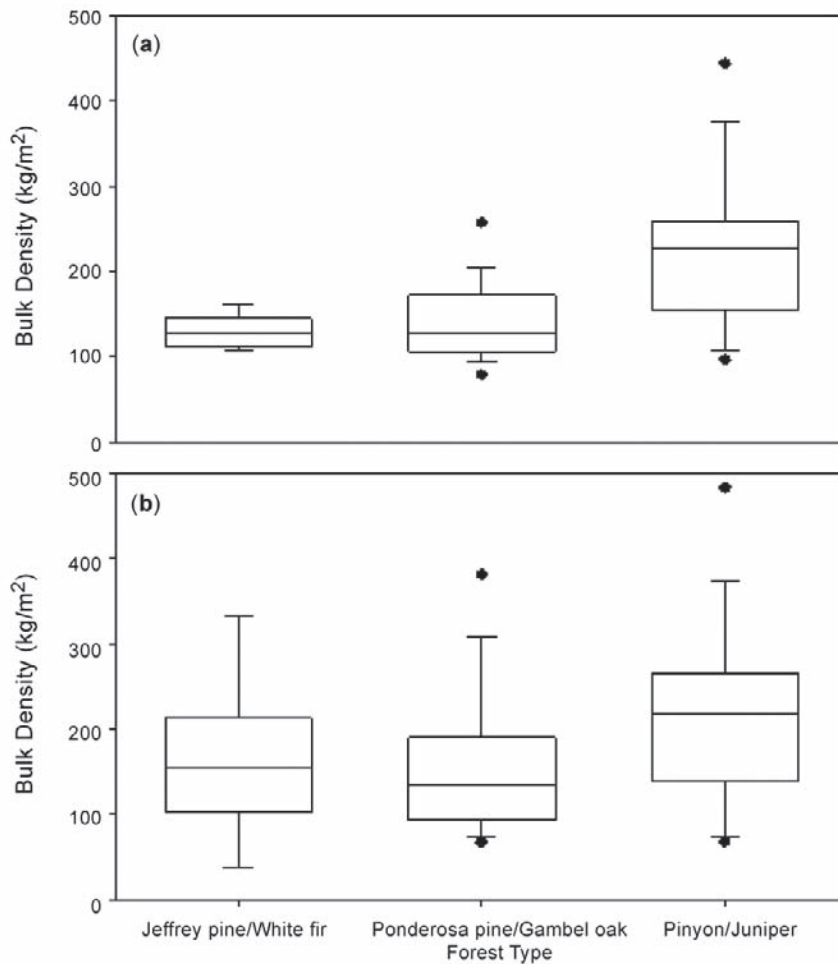 500
(a)
400
300
200
100
0
Bulk Density (kg/m²)
500
(b)
400
300
200
100
0
Bulk Density (kg/m²)
Jeffrey pine/White fir Ponderosa pine/Gambel oak Pinyon/Juniper
Forest Type